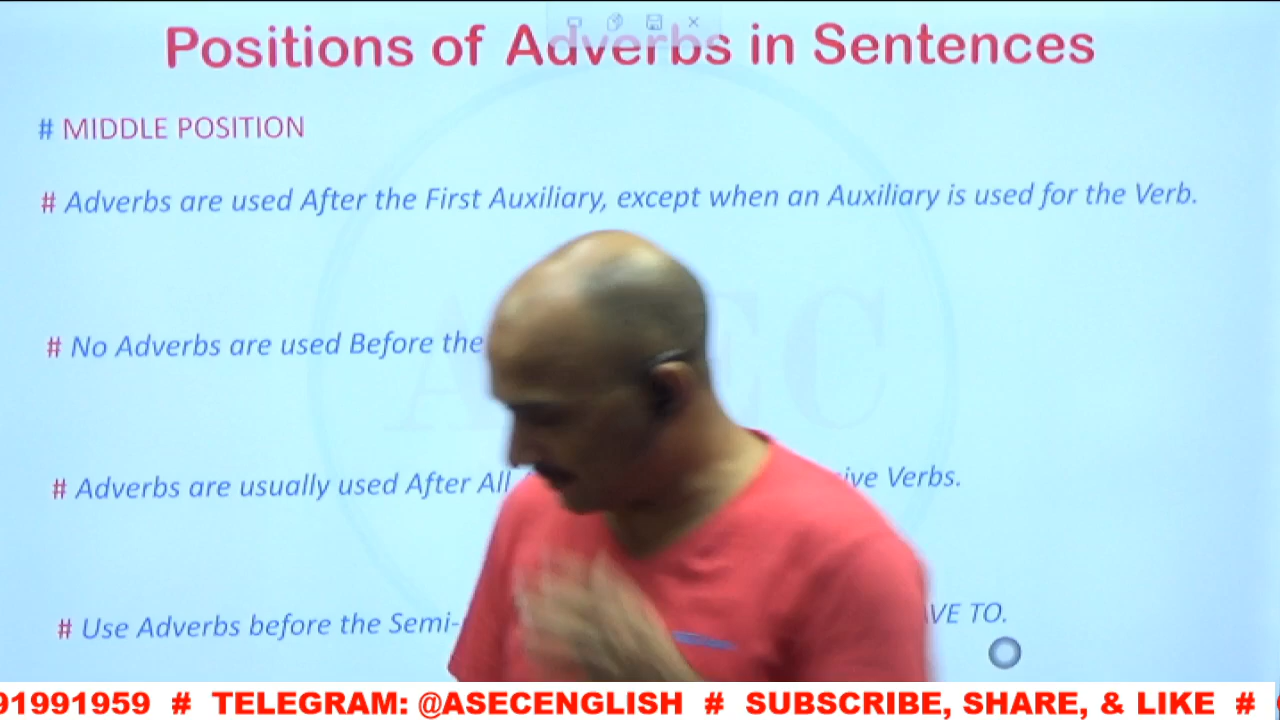 Positions of Adverbs in Sentences
# MIDDLE POSITION
# Adverbs are used After the First Auxiliary, except when an Auxiliary is used for the Verb.
# No Adverbs are used Before the
# Adverbs are usually used After All ive Verbs.
# Use Adverbs before the Semi- VE TO.
91991959 # TELEGRAM: @ASECENGLISH # SUBSCRIBE, SHARE, & LIKE #